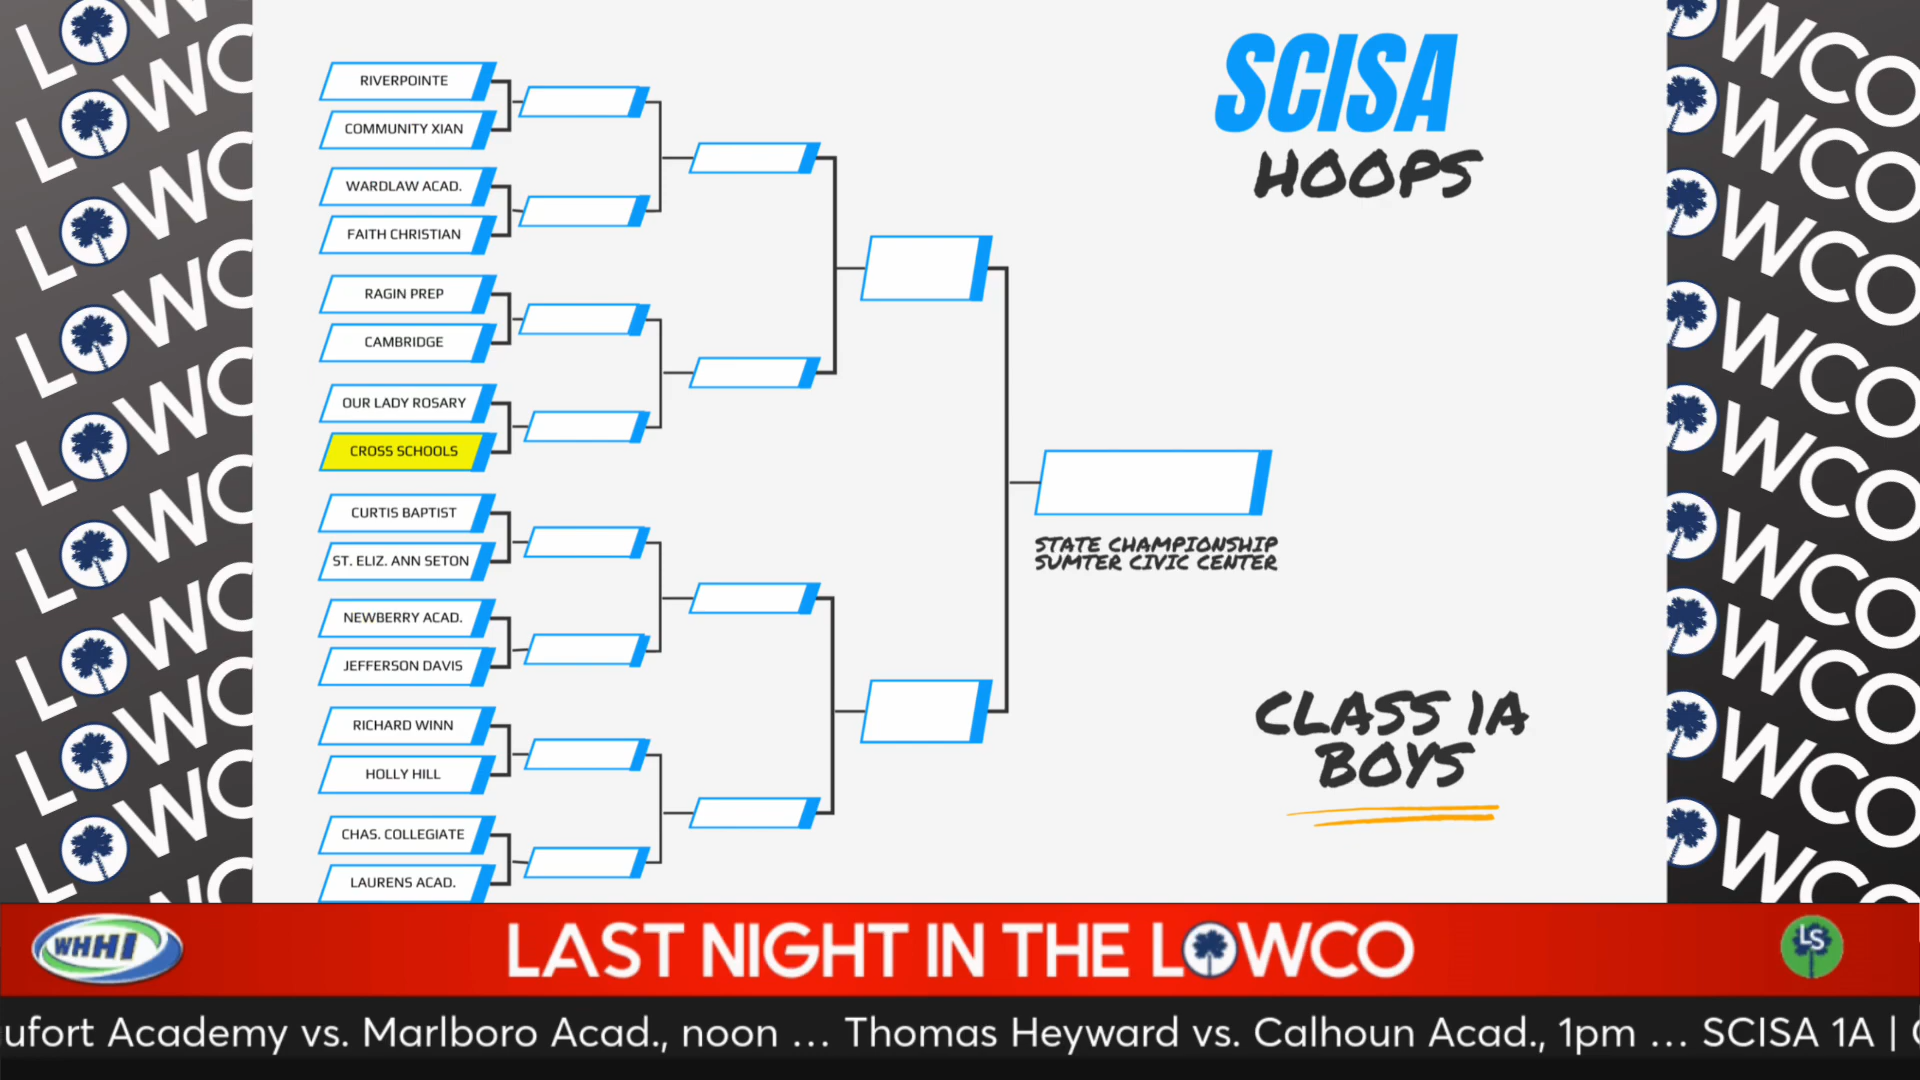 SCISA
HOOPS
RIVERPOINTE
COMMUNITY XIAN
WARDLAW ACAD.
FAITH CHRISTIAN
RAGIN PREP
CAMBRIDGE
OUR LADY ROSARY
CROSS SCHOOLS
CURTIS BAPTIST
ST. ELIZ. ANN SETON
NEWBERRY ACAD.
JEFFERSON DAVIS
RICHARD WINN
HOLLY HILL
CHAS. COLLEGIATE
LAURENS ACAD.
STATE CHAMPIONSHIP
SUMTER CIVIC CENTER
CLASS 1A
BOYS
WHHI
LAST NIGHT IN THE LOWCO
LS
ufort Academy vs. Marlboro Acad., noon ... Thomas Heyward vs. Calhoun Acad., 1pm ... SCISA 1A |